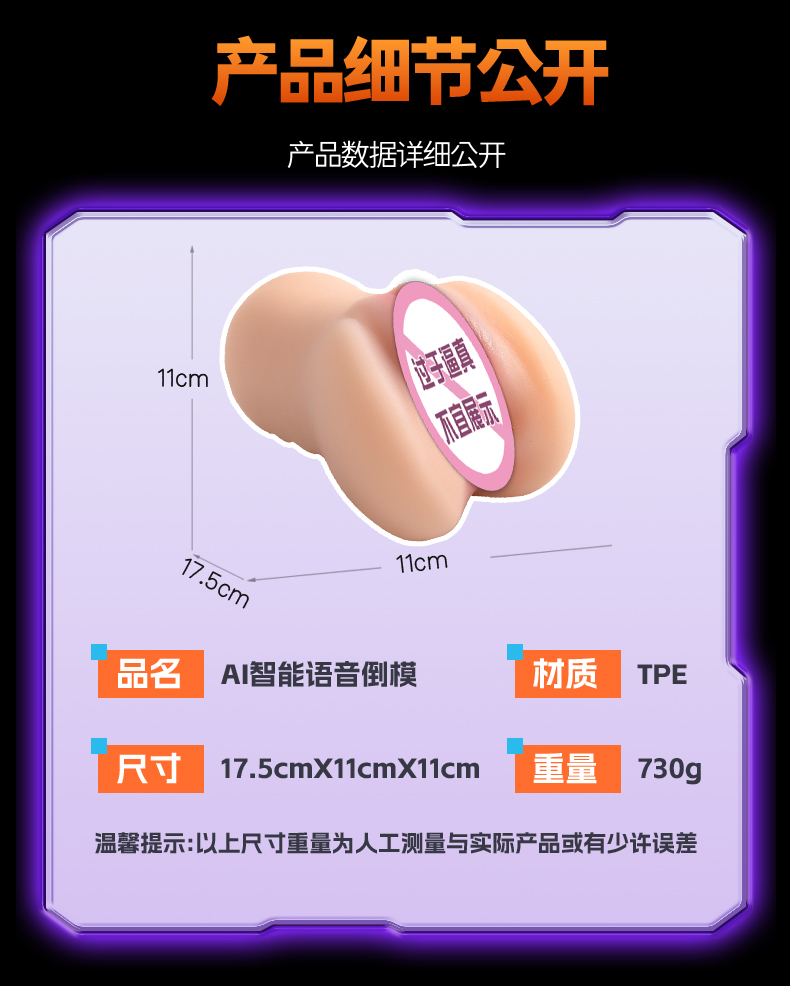 产品细节公开
产品数据详细公开
11cm
过于逼真
不宜展示
11cm
17.5cm
品名 AI智能语音倒模 材质 TPE
尺寸 17.5cmX11cmX11cm 重量 730g
温馨提示:以上尺寸重量为人工测量与实际产品或有少许误差